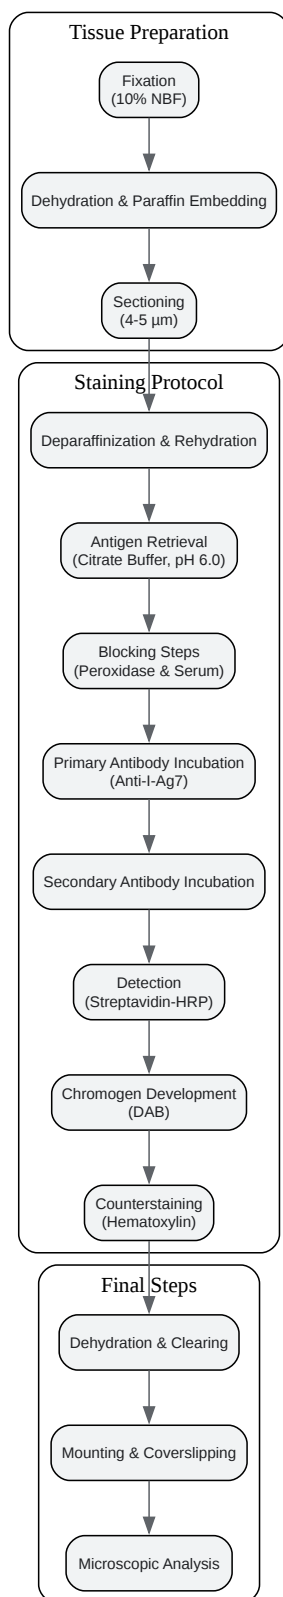 Tissue Preparation
Fixation
(10% NBF)
Dehydration & Paraffin Embedding
Sectioning
(4-5 µm)
Staining Protocol
Deparaffinization & Rehydration
Antigen Retrieval
(Citrate Buffer, pH 6.0)
Blocking Steps
(Peroxidase & Serum)
Primary Antibody Incubation
(Anti-I-Ag7)
Secondary Antibody Incubation
Detection
(Streptavidin-HRP)
Chromogen Development
(DAB)
Counterstaining
(Hematoxylin)
Final Steps
Dehydration & Clearing
Mounting & Coverslipping
Microscopic Analysis